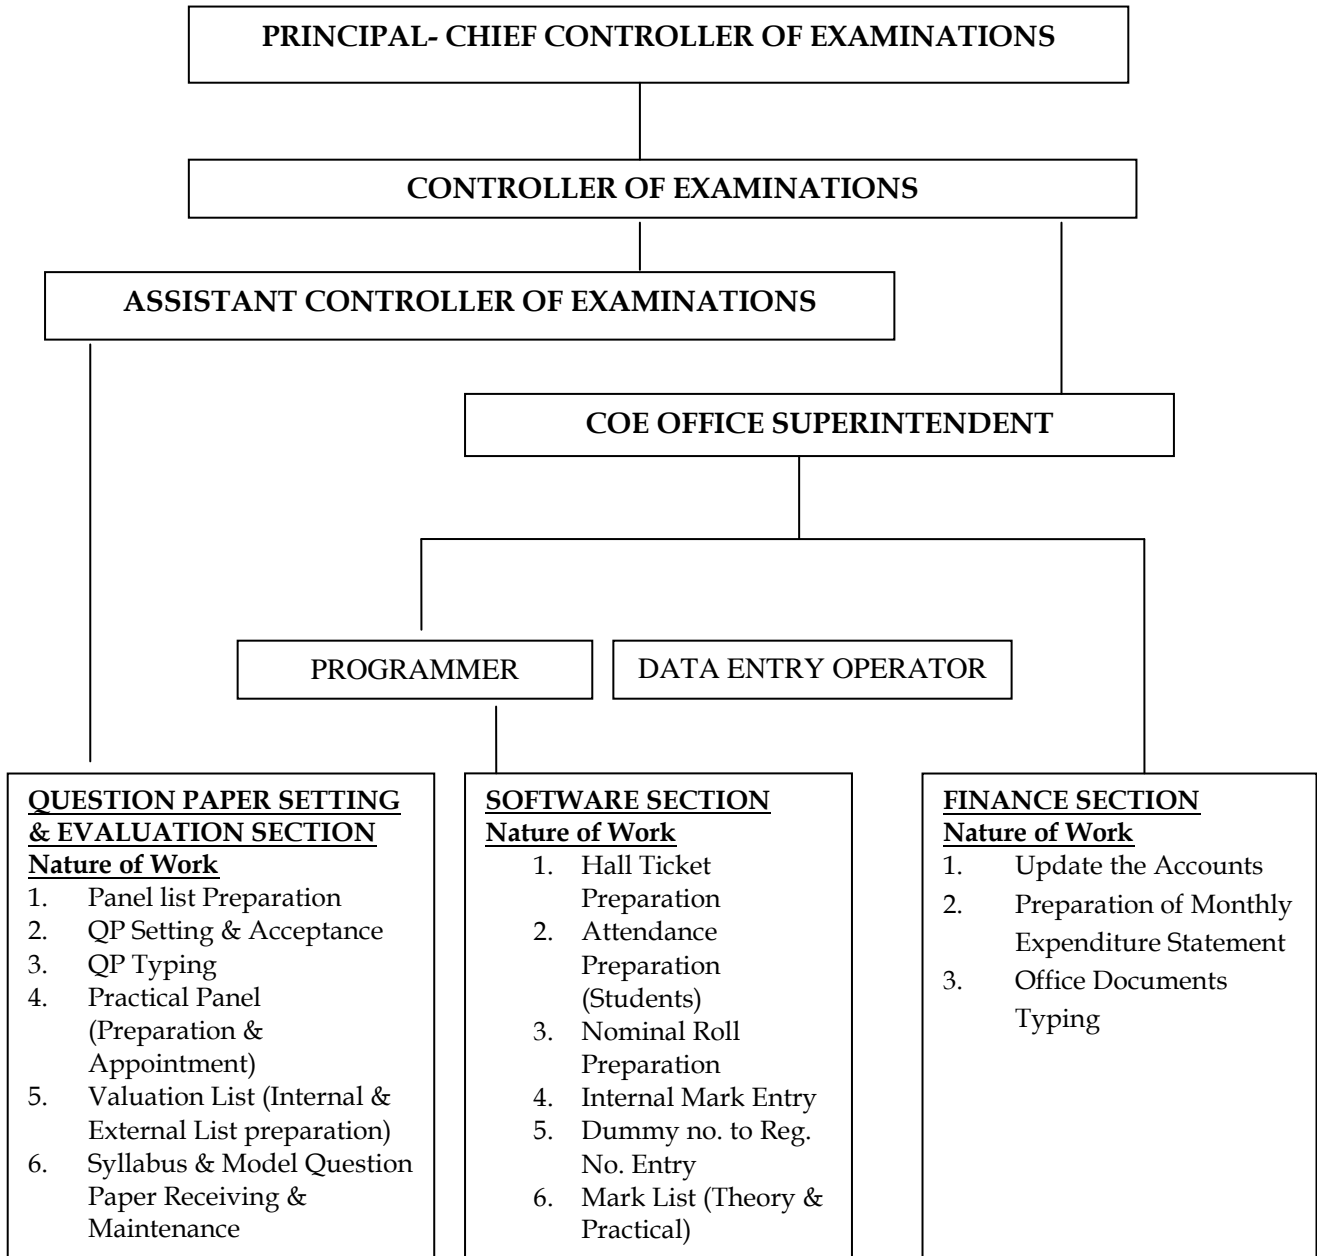 PRINCIPAL- CHIEF CONTROLLER OF EXAMINATIONS
CONTROLLER OF EXAMINATIONS
ASSISTANT CONTROLLER OF EXAMINATIONS
COE OFFICE SUPERINTENDENT
PROGRAMMER
DATA ENTRY OPERATOR
QUESTION PAPER SETTING
& EVALUATION SECTION
Nature of Work
1. Panel list Preparation
2. QP Setting & Acceptance
3. QP Typing
4. Practical Panel
(Preparation &
Appointment)
5. Valuation List (Internal &
External List preparation)
6. Syllabus & Model Question
Paper Receiving &
Maintenance
SOFTWARE SECTION
Nature of Work
1. Hall Ticket
Preparation
2. Attendance
Preparation
(Students)
3. Nominal Roll
Preparation
4. Internal Mark Entry
5. Dummy no. to Reg.
No. Entry
6. Mark List (Theory &
Practical)
FINANCE SECTION
Nature of Work
1. Update the Accounts
2. Preparation of Monthly
Expenditure Statement
3. Office Documents
Typing